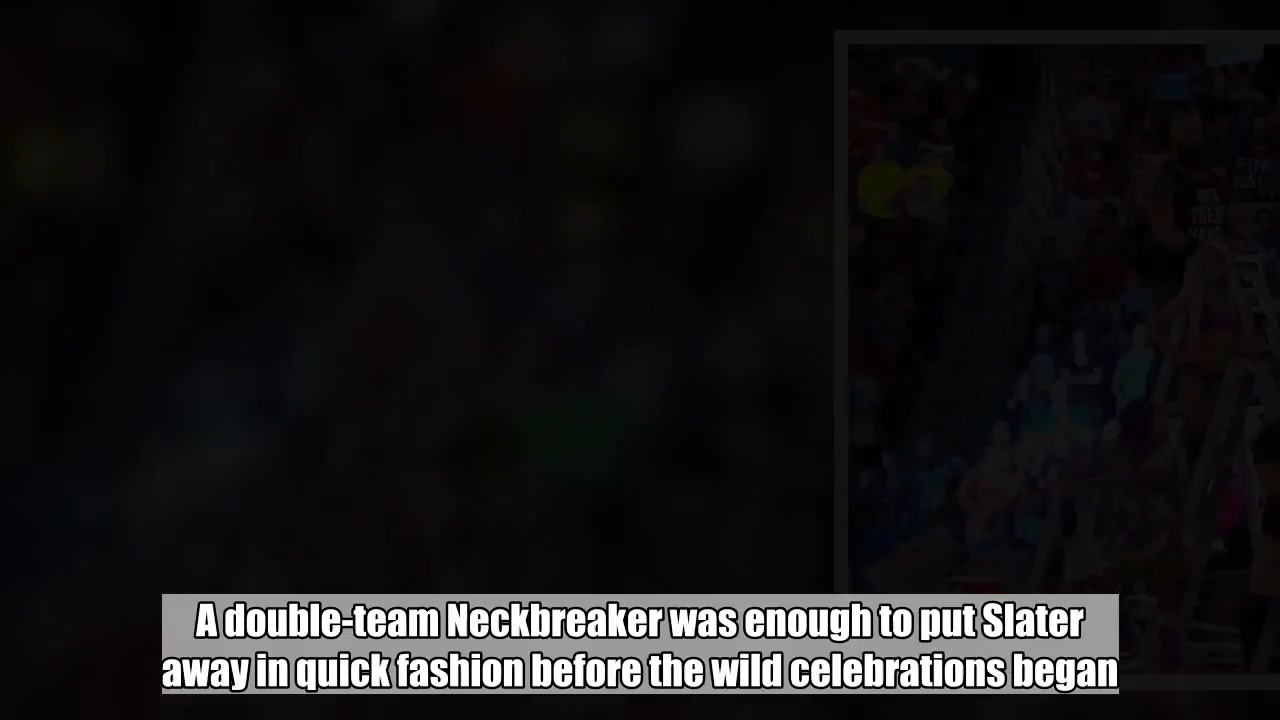 A double-team Neckbreaker was enough to put Slater
away in quick fashion before the wild celebrations began